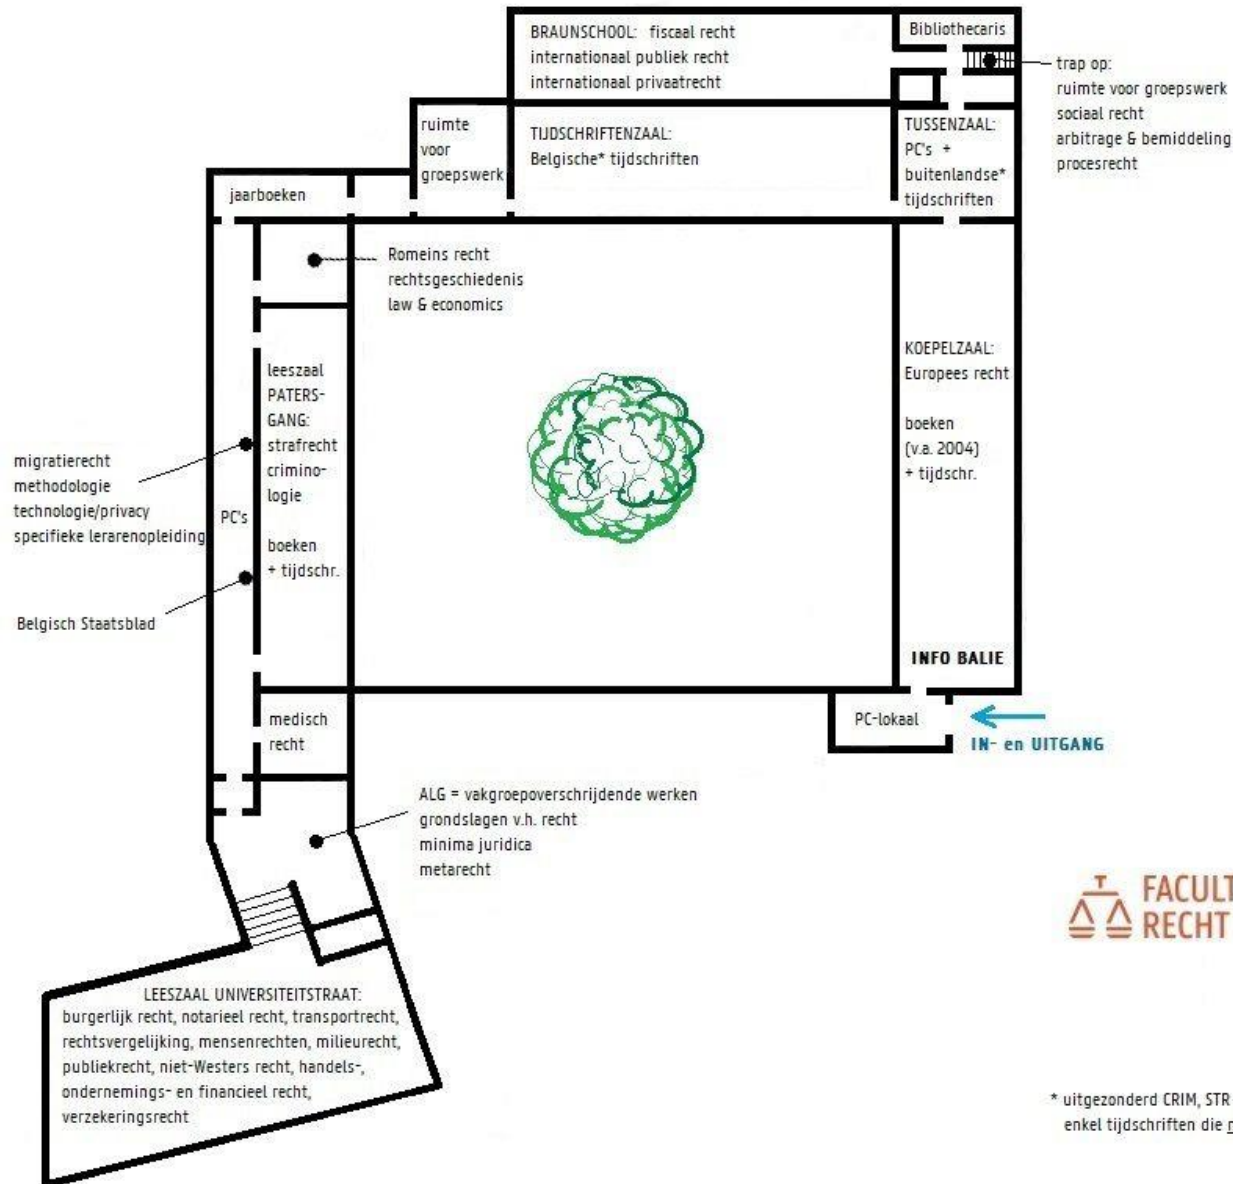 BRAUNSCHOOL: fiscaal recht
internationaal publiek recht
internationaal privaatrecht
Bibliothecaris
trap op:
ruimte voor groepswerk
sociaal recht
arbitrage & bemiddeling
procesrecht
ruimte
voor
groepswerk
TIJDSCHRIFTENZAAL:
Belgische* tijdschriften
TUSSENZAAL:
PC's +
buitenlandse*
tijdschriften
jaarboeken
Romeins recht
rechtsgeschiedenis
law & economics
leeszaal
PATERS-
GANG:
strafrecht
crimino-
logie
boeken
+ tijdschr.
KOEPELZAAL:
Europees recht
boeken
(v.a. 2004)
+ tijdschr.
migratierecht
methodologie
technologie/privacy
specifieke lerarenopleiding
PC's
Belgisch Staatsblad
INFO BALIE
medisch
recht
PC-lokaal
IN- en UITGANG
ALG = vakgroepoverschrijdende werken
grondslagen v.h. recht
minima juridica
metarecht
FACULT
RECHT
LEESZAAL UNIVERSITEITSTRAAT:
burgerlijk recht, notarieel recht, transportrecht,
rechtsvergelijking, mensenrechten, milieurecht,
publiekrecht, niet-Westers recht, handels-,
ondernemings- en financieel recht,
verzekeringsrecht
* uitgezonderd CRIM, STR
enkel tijdschriften die